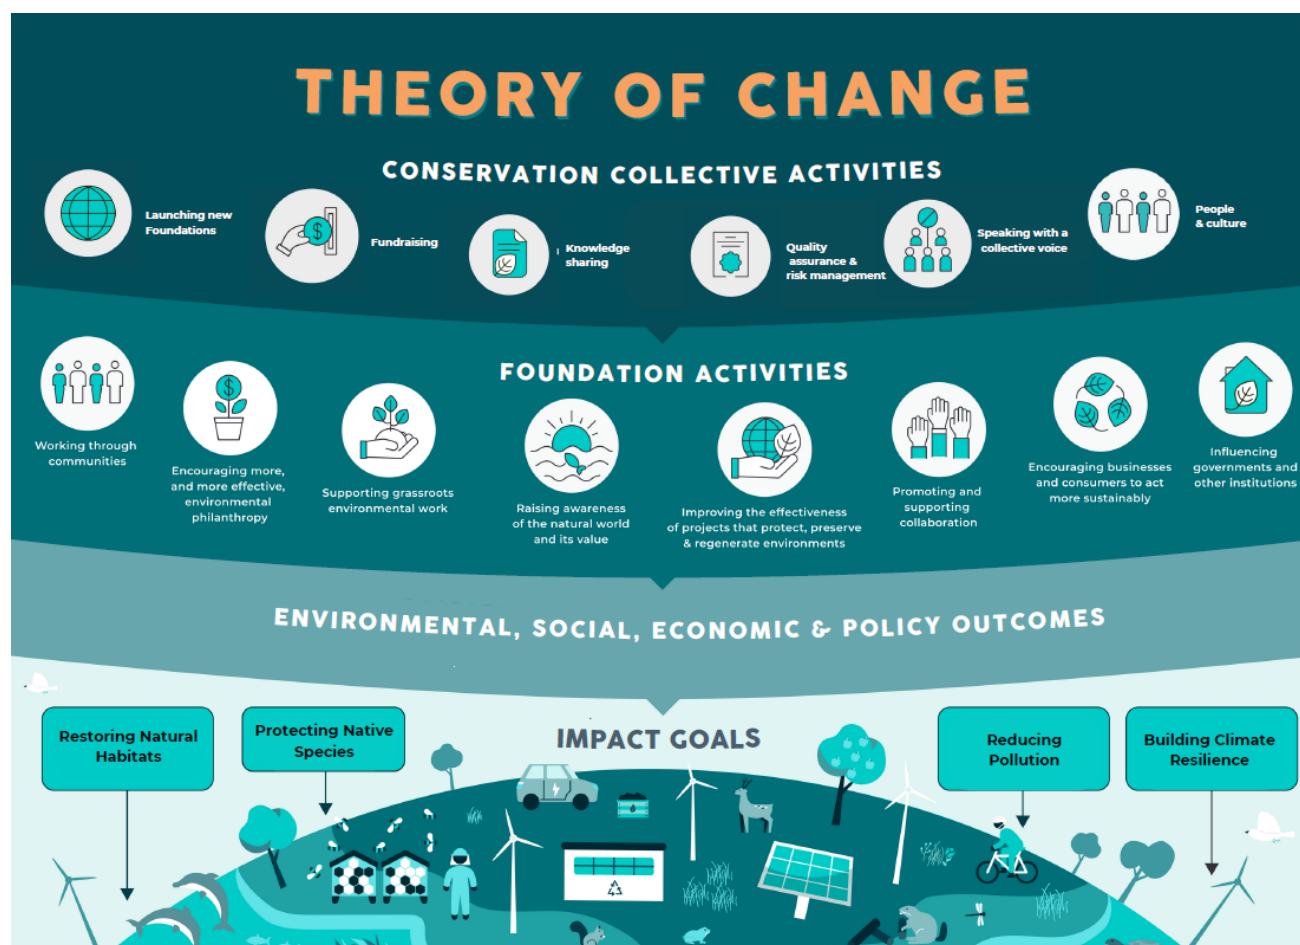 THEORY OF CHANGE
CONSERVATION COLLECTIVE ACTIVITIES
Launching new
Foundations
Fundraising
Knowledge
sharing
Quality
assurance &
risk management
Speaking with a
collective voice
People
& culture
FOUNDATION ACTIVITIES
Working through
communities
Encouraging more,
and more effective,
environmental
philanthropy
Supporting grassroots
environmental work
Raising awareness
of the natural world
and its value
Improving the effectiveness
of projects that protect, preserve
& regenerate environments
Promoting and
supporting
collaboration
Encouraging businesses
and consumers to act
more sustainably
Influencing
governments and
other institutions
ENVIRONMENTAL, SOCIAL, ECONOMIC & POLICY OUTCOMES
IMPACT GOALS
Restoring Natural
Habitats
Protecting Native
Species
Reducing
Pollution
Building Climate
Resilience